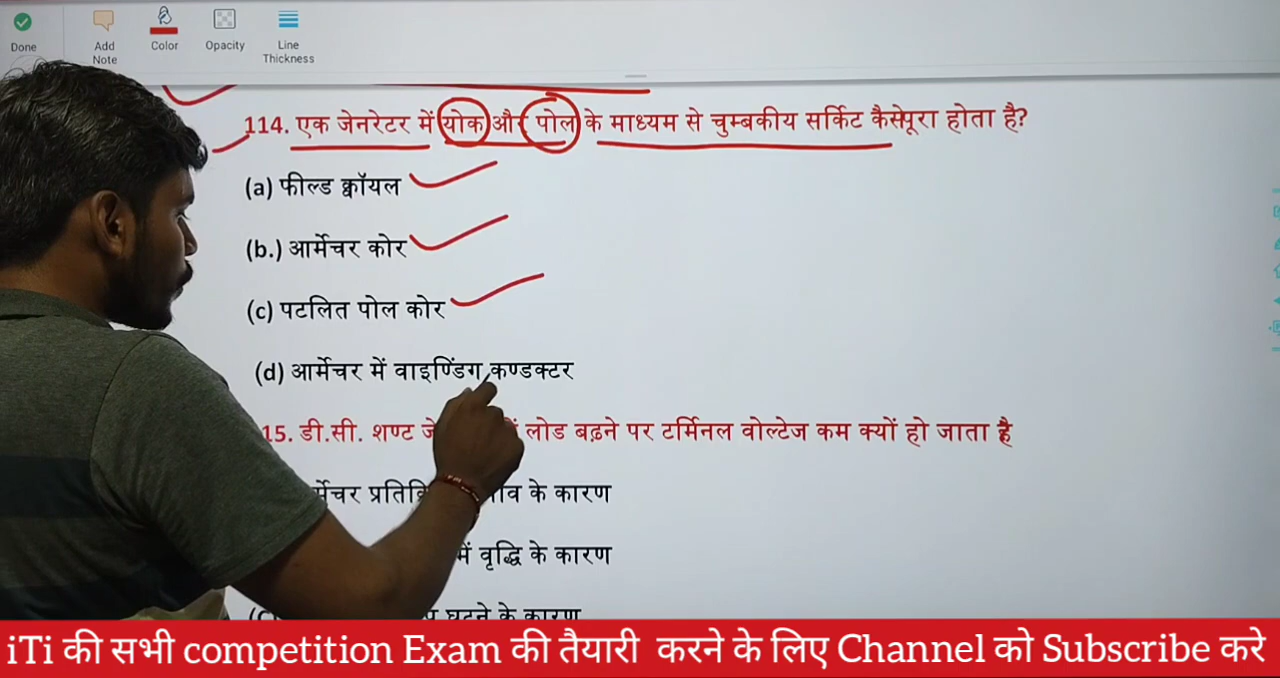 Done
Add Note
Color
Opacity
Line Thickness
114. एक जेनरेटर में योक और पोल के माध्यम से चुम्बकीय सर्किट कैसेपूरा होता है?
(a) फील्ड क्वॉयल
(b.) आर्मेचर कोर
(c) पटलित पोल कोर
(d) आर्मेचर में वाइण्डिंग कण्डक्टर
15. डी.सी. शण्ट लोड बढ़ने पर टर्मिनल वोल्टेज कम क्यों हो जाता है
के कारण
में वृद्धि के कारण
घटने के कारण
iTi की सभी competition Exam की तैयारी करने के लिए Channel को Subscribe करे